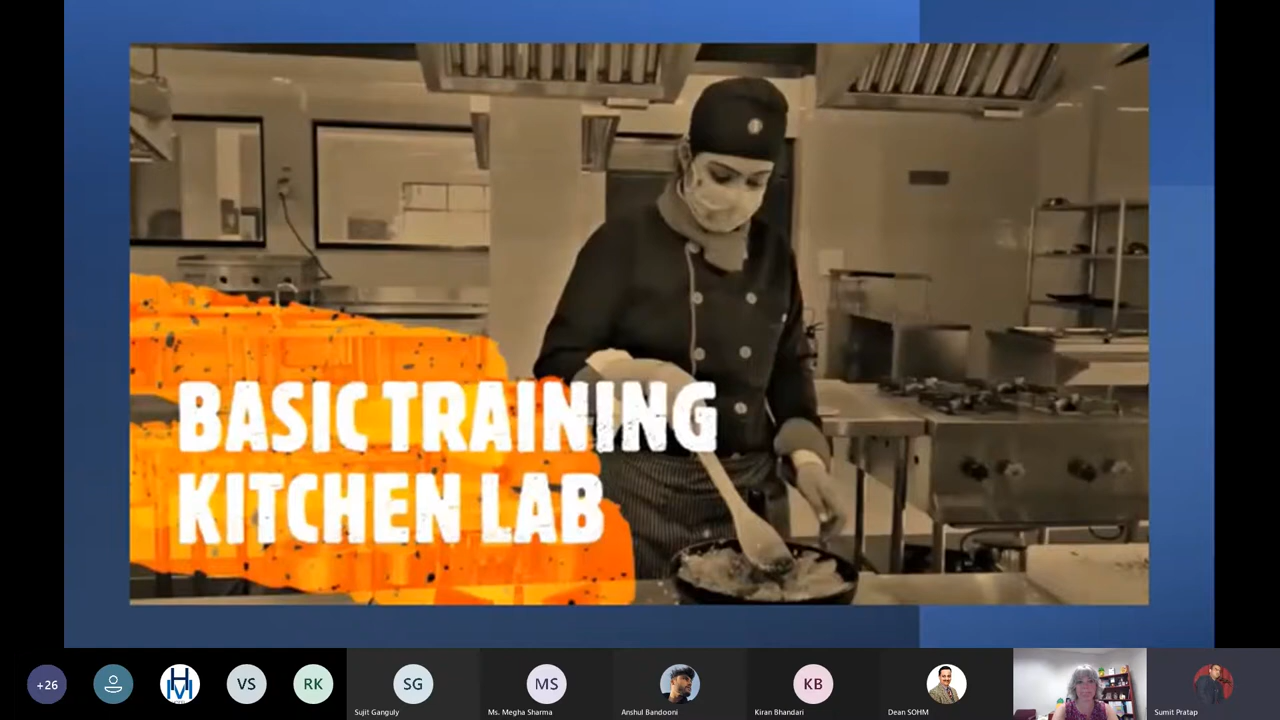 BASIC TRAINING
KITCHEN LAB
+26
HM
VS
RK
SG
Sujit Ganguly
MS
Ms. Megha Sharma
Anshul Bandooni
KB
Kiran Bhandari
Dean SOHM
Sumit Pratap